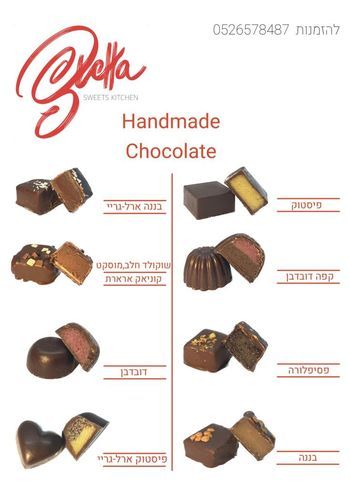 להזמנות 0526578487
Stella
SWEETS KITCHEN
Handmade
Chocolate
פיסטוק
בננה ארל-גריי
קפה דובדבן
שוקולד חלב,מוסקט
קוניאק אררת
פסיפלורה
דובדבן
בננה
פיסטוק ארל-גריי